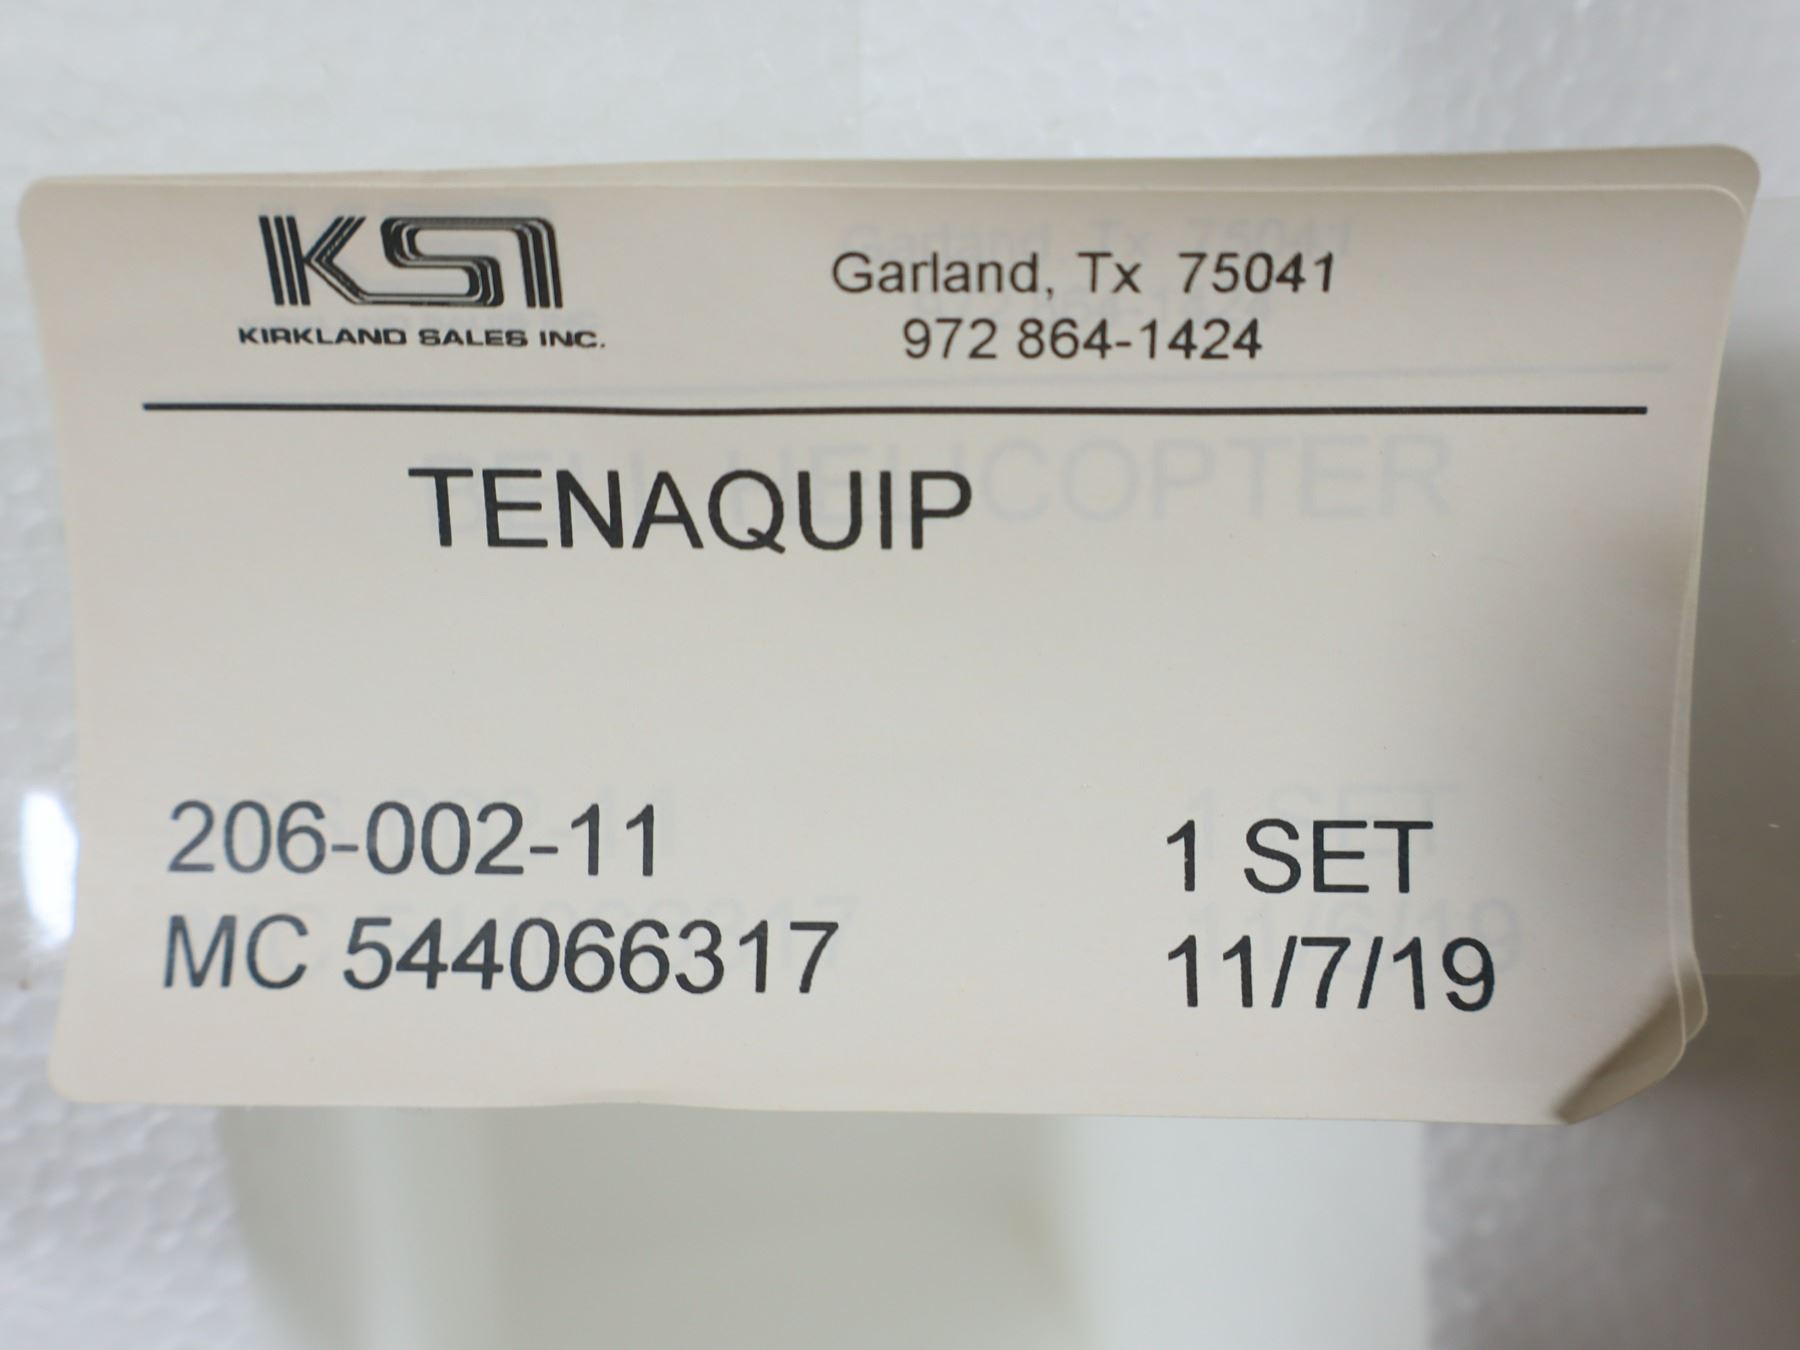 KSI
KIRKLAND SALES INC.
Garland, Tx 75041
972 864-1424
TENAQUIP
HELICOPTER
206-002-11
1 SET
MC 544066317
11/7/19